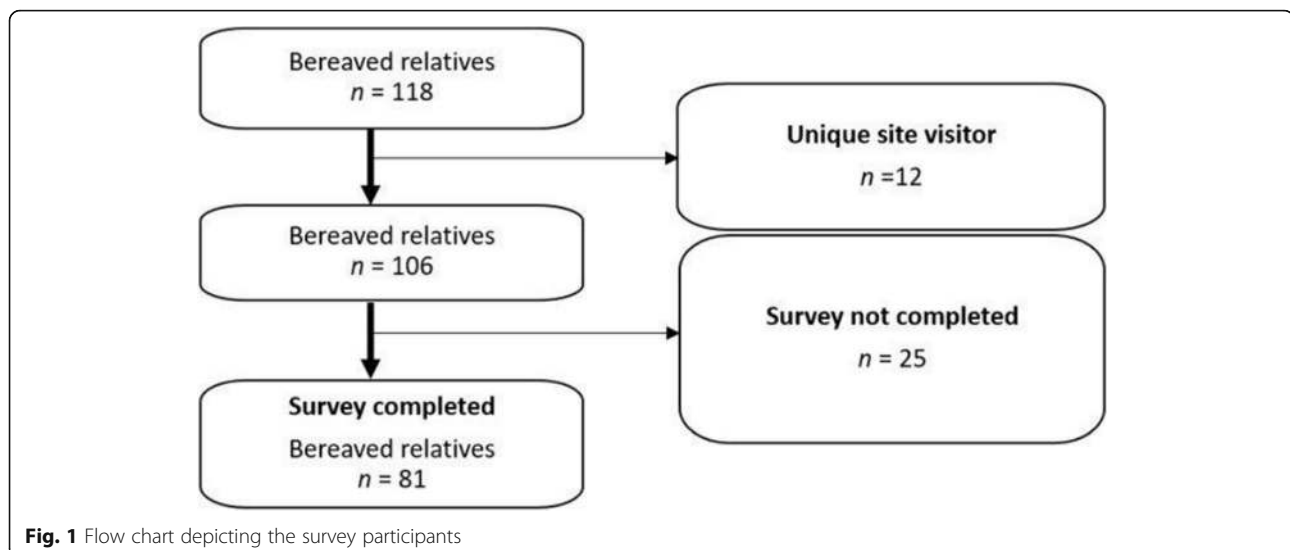 Bereaved relatives
n = 118
Unique site visitor
n =12
Bereaved relatives
n = 106
Survey not completed
n = 25
Survey completed
Bereaved relatives
n = 81
Fig. 1 Flow chart depicting the survey participants